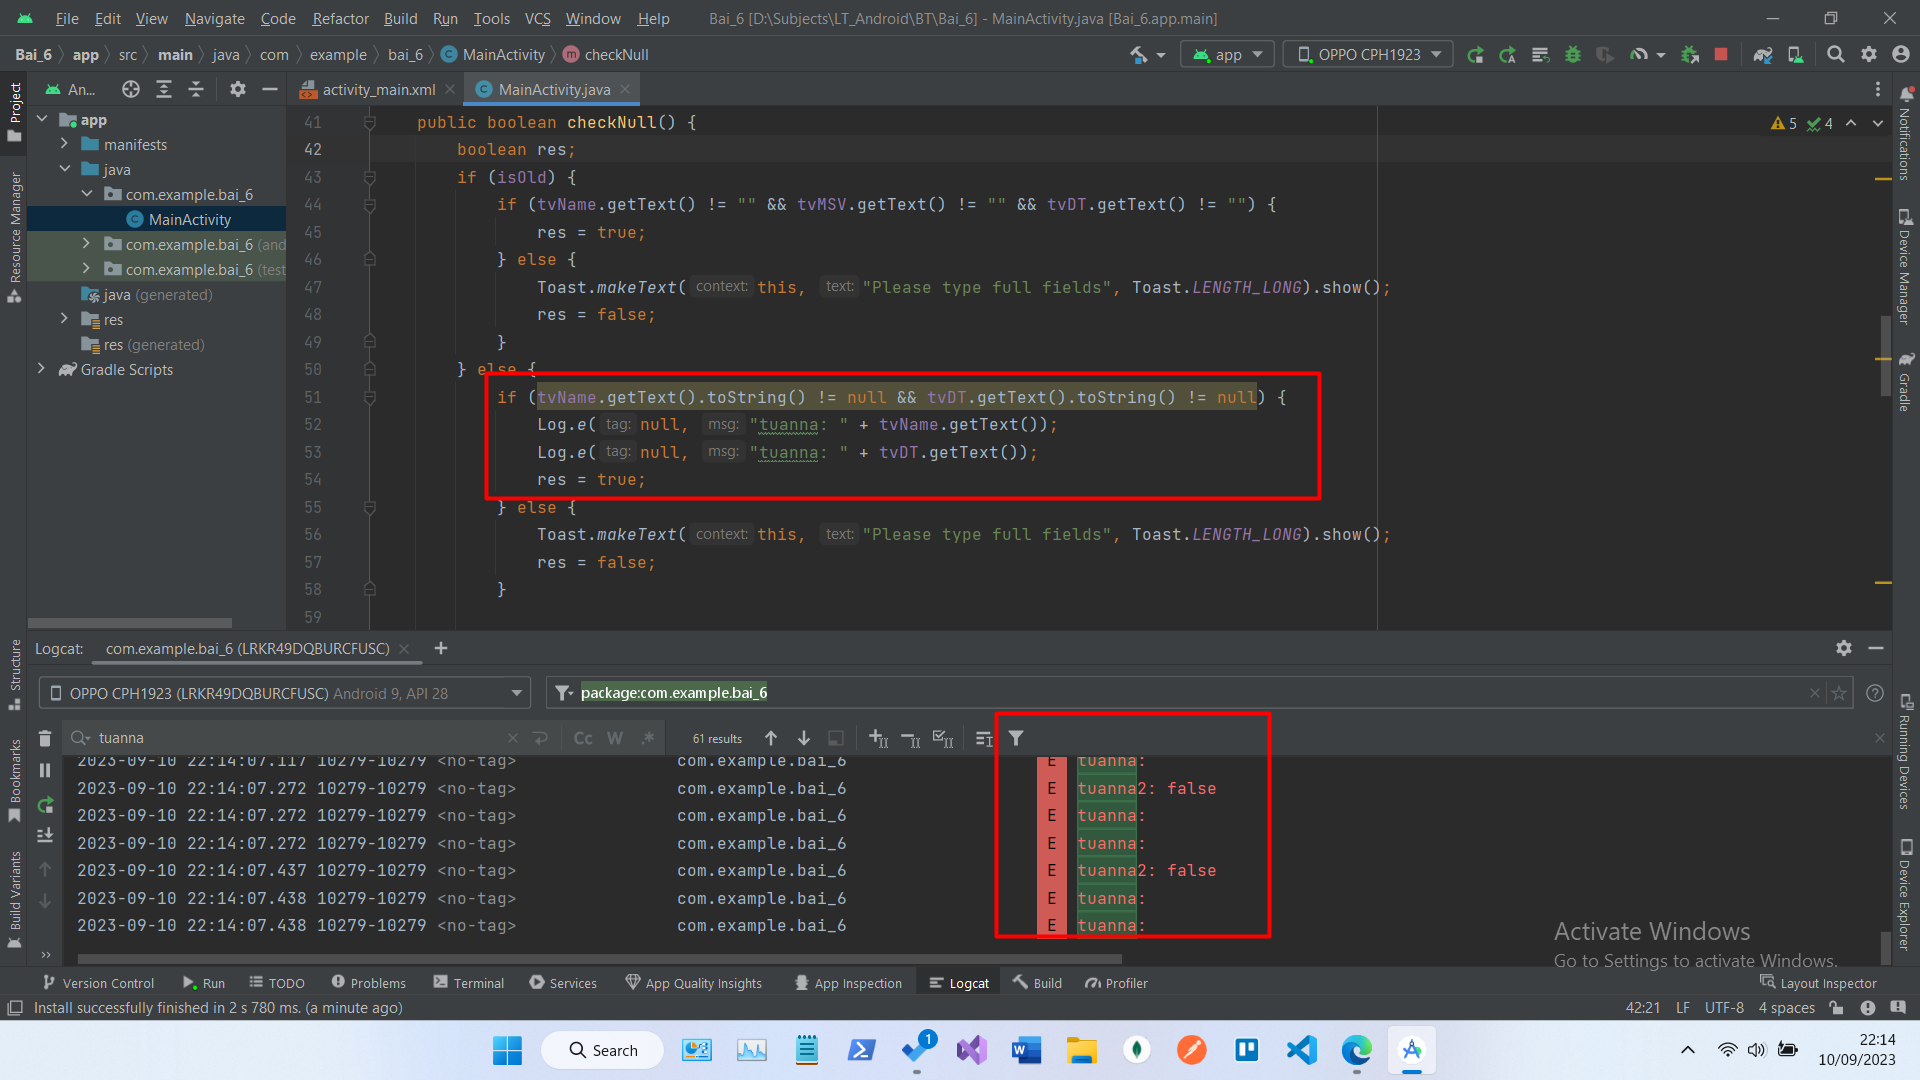 File Edit View Navigate Code Refactor Build Run Tools VCS Window Help Bai_6 [D:\Subjects\LT_Android\BT\Bai_6] - MainActivity.java [Bai_6.app.main]
Bai_6 app src main java com example bai_6 MainActivity checkNull app OPPO CPH1923
Project An... activity_main.xml MainActivity.java
app
manifests
java
com.example.bai_6
MainActivity
com.example.bai_6 (and
com.example.bai_6 (test
java (generated)
res
res (generated)
Gradle Scripts
Resource Manager
Structure
Bookmarks
Build Variants
5 4
41 public boolean checkNull() {
42 boolean res;
43 if (isOld) {
44 if (tvName.getText() != "" && tvMSV.getText() != "" && tvDT.getText() != "") {
45 res = true;
46 } else {
47 Toast.makeText( context: this, text: "Please type full fields", Toast.LENGTH_LONG).show();
48 res = false;
49 }
50 } else {
51 if (tvName.getText().toString() != null && tvDT.getText().toString() != null) {
52 Log.e( tag: null, msg: "tuanna: " + tvName.getText());
53 Log.e( tag: null, msg: "tuanna: " + tvDT.getText());
54 res = true;
55 } else {
56 Toast.makeText( context: this, text: "Please type full fields", Toast.LENGTH_LONG).show();
57 res = false;
58 }
59
Notifications
Device Manager
Gradle
Running Devices
Device Explorer
Logcat: com.example.bai_6 (LRKR49DQBURCFUSC)
OPPO CPH1923 (LRKR49DQBURCFUSC) Android 9, API 28 package:com.example.bai_6
tuanna Cc W .* 61 results
2023-09-10 22:14:07.117 10279-10279 <no-tag> com.example.bai_6 E tuanna:
2023-09-10 22:14:07.272 10279-10279 <no-tag> com.example.bai_6 E tuanna2: false
2023-09-10 22:14:07.272 10279-10279 <no-tag> com.example.bai_6 E tuanna:
2023-09-10 22:14:07.272 10279-10279 <no-tag> com.example.bai_6 E tuanna:
2023-09-10 22:14:07.437 10279-10279 <no-tag> com.example.bai_6 E tuanna2: false
2023-09-10 22:14:07.438 10279-10279 <no-tag> com.example.bai_6 E tuanna:
2023-09-10 22:14:07.438 10279-10279 <no-tag> com.example.bai_6 E tuanna:
Activate Windows
Go to Settings to activate Windows.
Version Control Run TODO Problems Terminal Services App Quality Insights App Inspection Logcat Build Profiler Layout Inspector
Install successfully finished in 2 s 780 ms. (a minute ago) 42:21 LF UTF-8 4 spaces
Search 1 22:14
10/09/2023